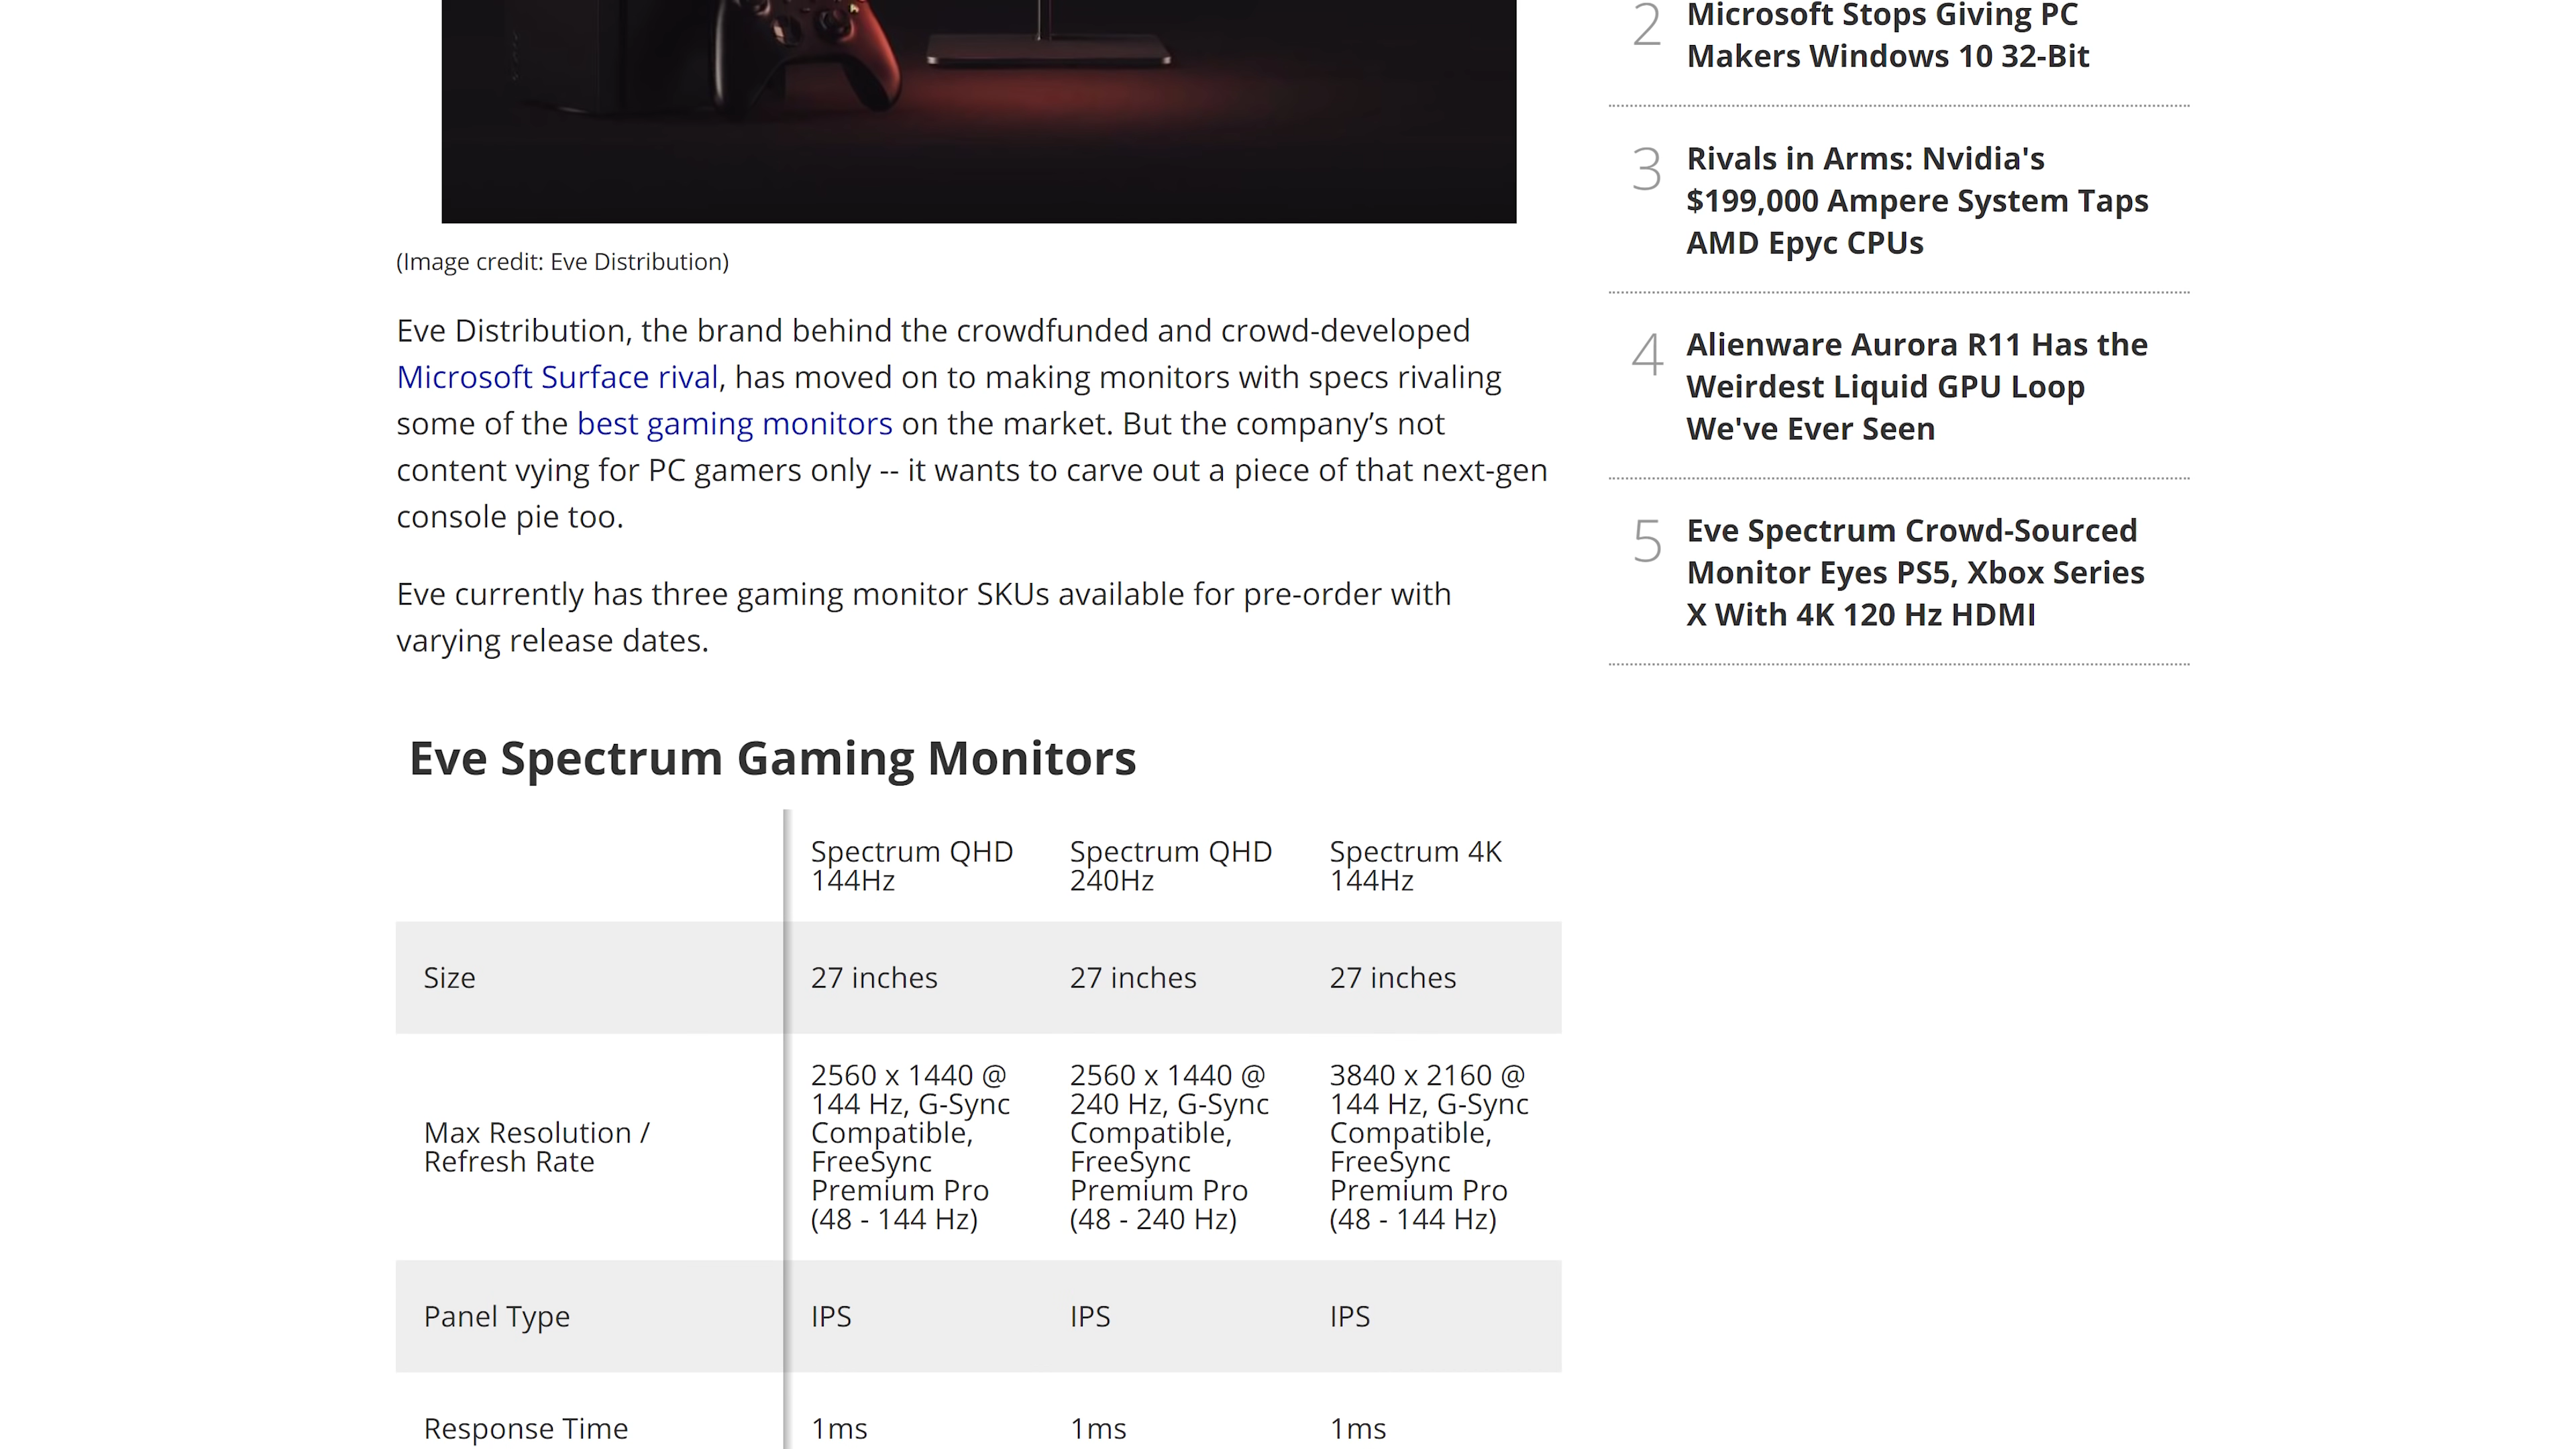 (Image credit: Eve Distribution)
Eve Distribution, the brand behind the crowdfunded and crowd-developed
Microsoft Surface rival, has moved on to making monitors with specs rivaling
some of the best gaming monitors on the market. But the company’s not
content vying for PC gamers only -- it wants to carve out a piece of that next-gen
console pie too.
Eve currently has three gaming monitor SKUs available for pre-order with
varying release dates.
Eve Spectrum Gaming Monitors
Spectrum QHD
144Hz
Spectrum QHD
240Hz
Spectrum 4K
144Hz
Size
27 inches
27 inches
27 inches
Max Resolution /
Refresh Rate
2560 x 1440 @
144 Hz, G-Sync
Compatible,
FreeSync
Premium Pro
(48 - 144 Hz)
2560 x 1440 @
240 Hz, G-Sync
Compatible,
FreeSync
Premium Pro
(48 - 240 Hz)
3840 x 2160 @
144 Hz, G-Sync
Compatible,
FreeSync
Premium Pro
(48 - 144 Hz)
Panel Type
IPS
IPS
IPS
Response Time
1ms
1ms
1ms
2
Microsoft Stops Giving PC
Makers Windows 10 32-Bit
3
Rivals in Arms: Nvidia's
$199,000 Ampere System Taps
AMD Epyc CPUs
4
Alienware Aurora R11 Has the
Weirdest Liquid GPU Loop
We've Ever Seen
5
Eve Spectrum Crowd-Sourced
Monitor Eyes PS5, Xbox Series
X With 4K 120 Hz HDMI